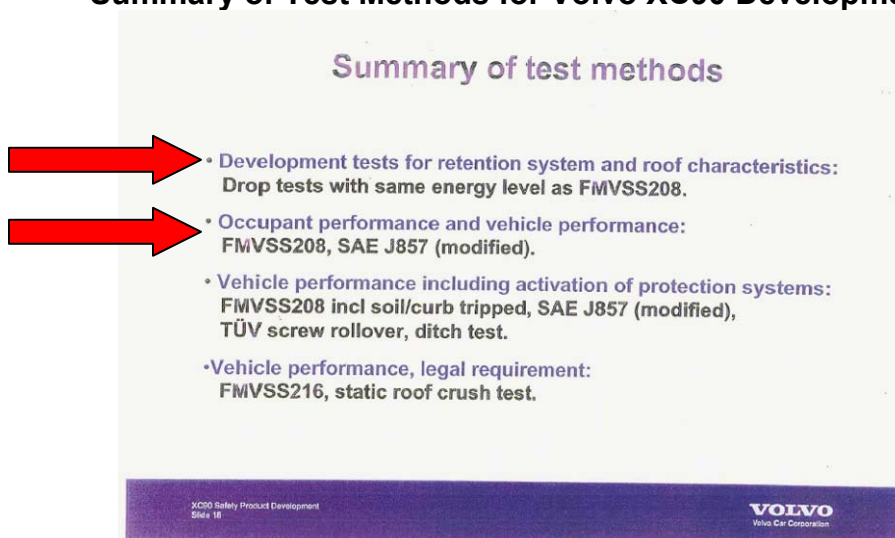 Summary of Test Methods for Volvo XC90
Summary of test methods
• Development tests for retention system and roof characteristics:
Drop tests with same energy level as FMVSS208.
• Occupant performance and vehicle performance:
FMVSS208, SAE J857 (modified).
• Vehicle performance including activation of protection systems:
FMVSS208 incl soil/curb tripped, SAE J857 (modified),
TÜV screw rollover, ditch test.
•Vehicle performance, legal requirement:
FMVSS216, static roof crush test.
XC90 Safety Product Development
Slide 16
VOLVO
Volvo Car Corporation